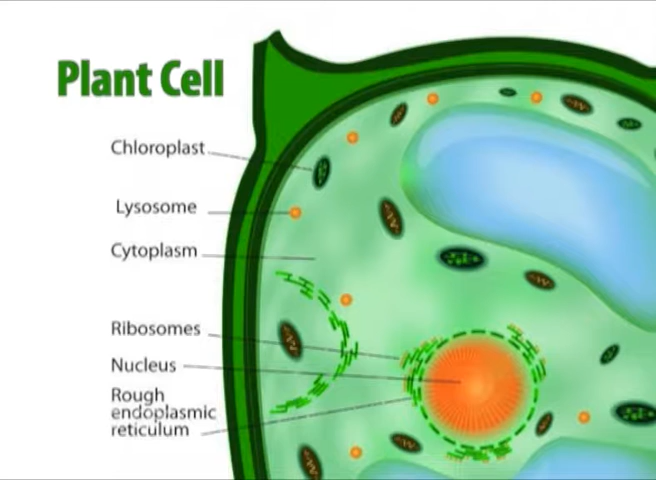 Plant Cell
Chloroplast
Lysosome
Cytoplasm
Ribosomes
Nucleus
Rough
endoplasmic
reticulum